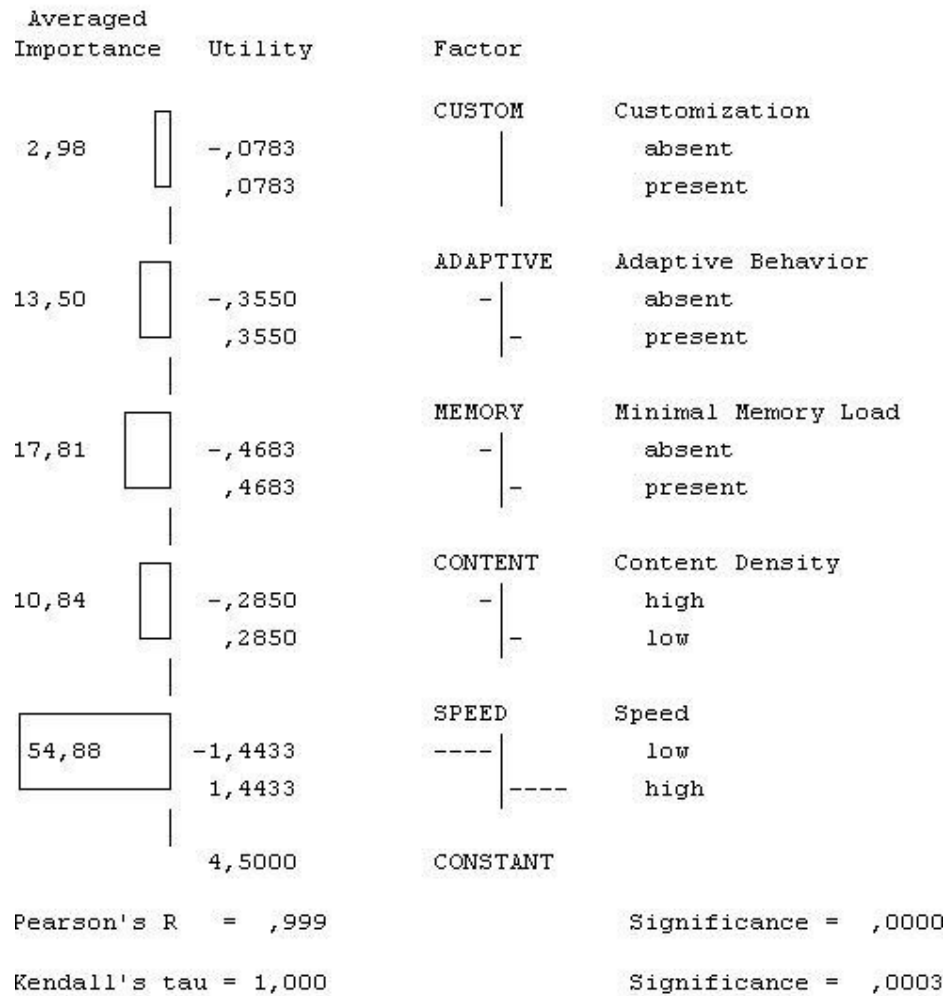 Averaged
Importance Utility Factor
CUSTOM Customization
2,98 -,0783 absent
,0783 present
ADAPTIVE Adaptive Behavior
13,50 -,3550 - absent
,3550 - present
MEMORY Minimal Memory Load
17,81 -,4683 - absent
,4683 - present
CONTENT Content Density
10,84 -,2850 - high
,2850 - low
SPEED Speed
54,88 -1,4433 ---- low
1,4433 ---- high
4,5000 CONSTANT
Pearson's R = ,999 Significance = ,0000
Kendall's tau = 1,000 Significance = ,0003